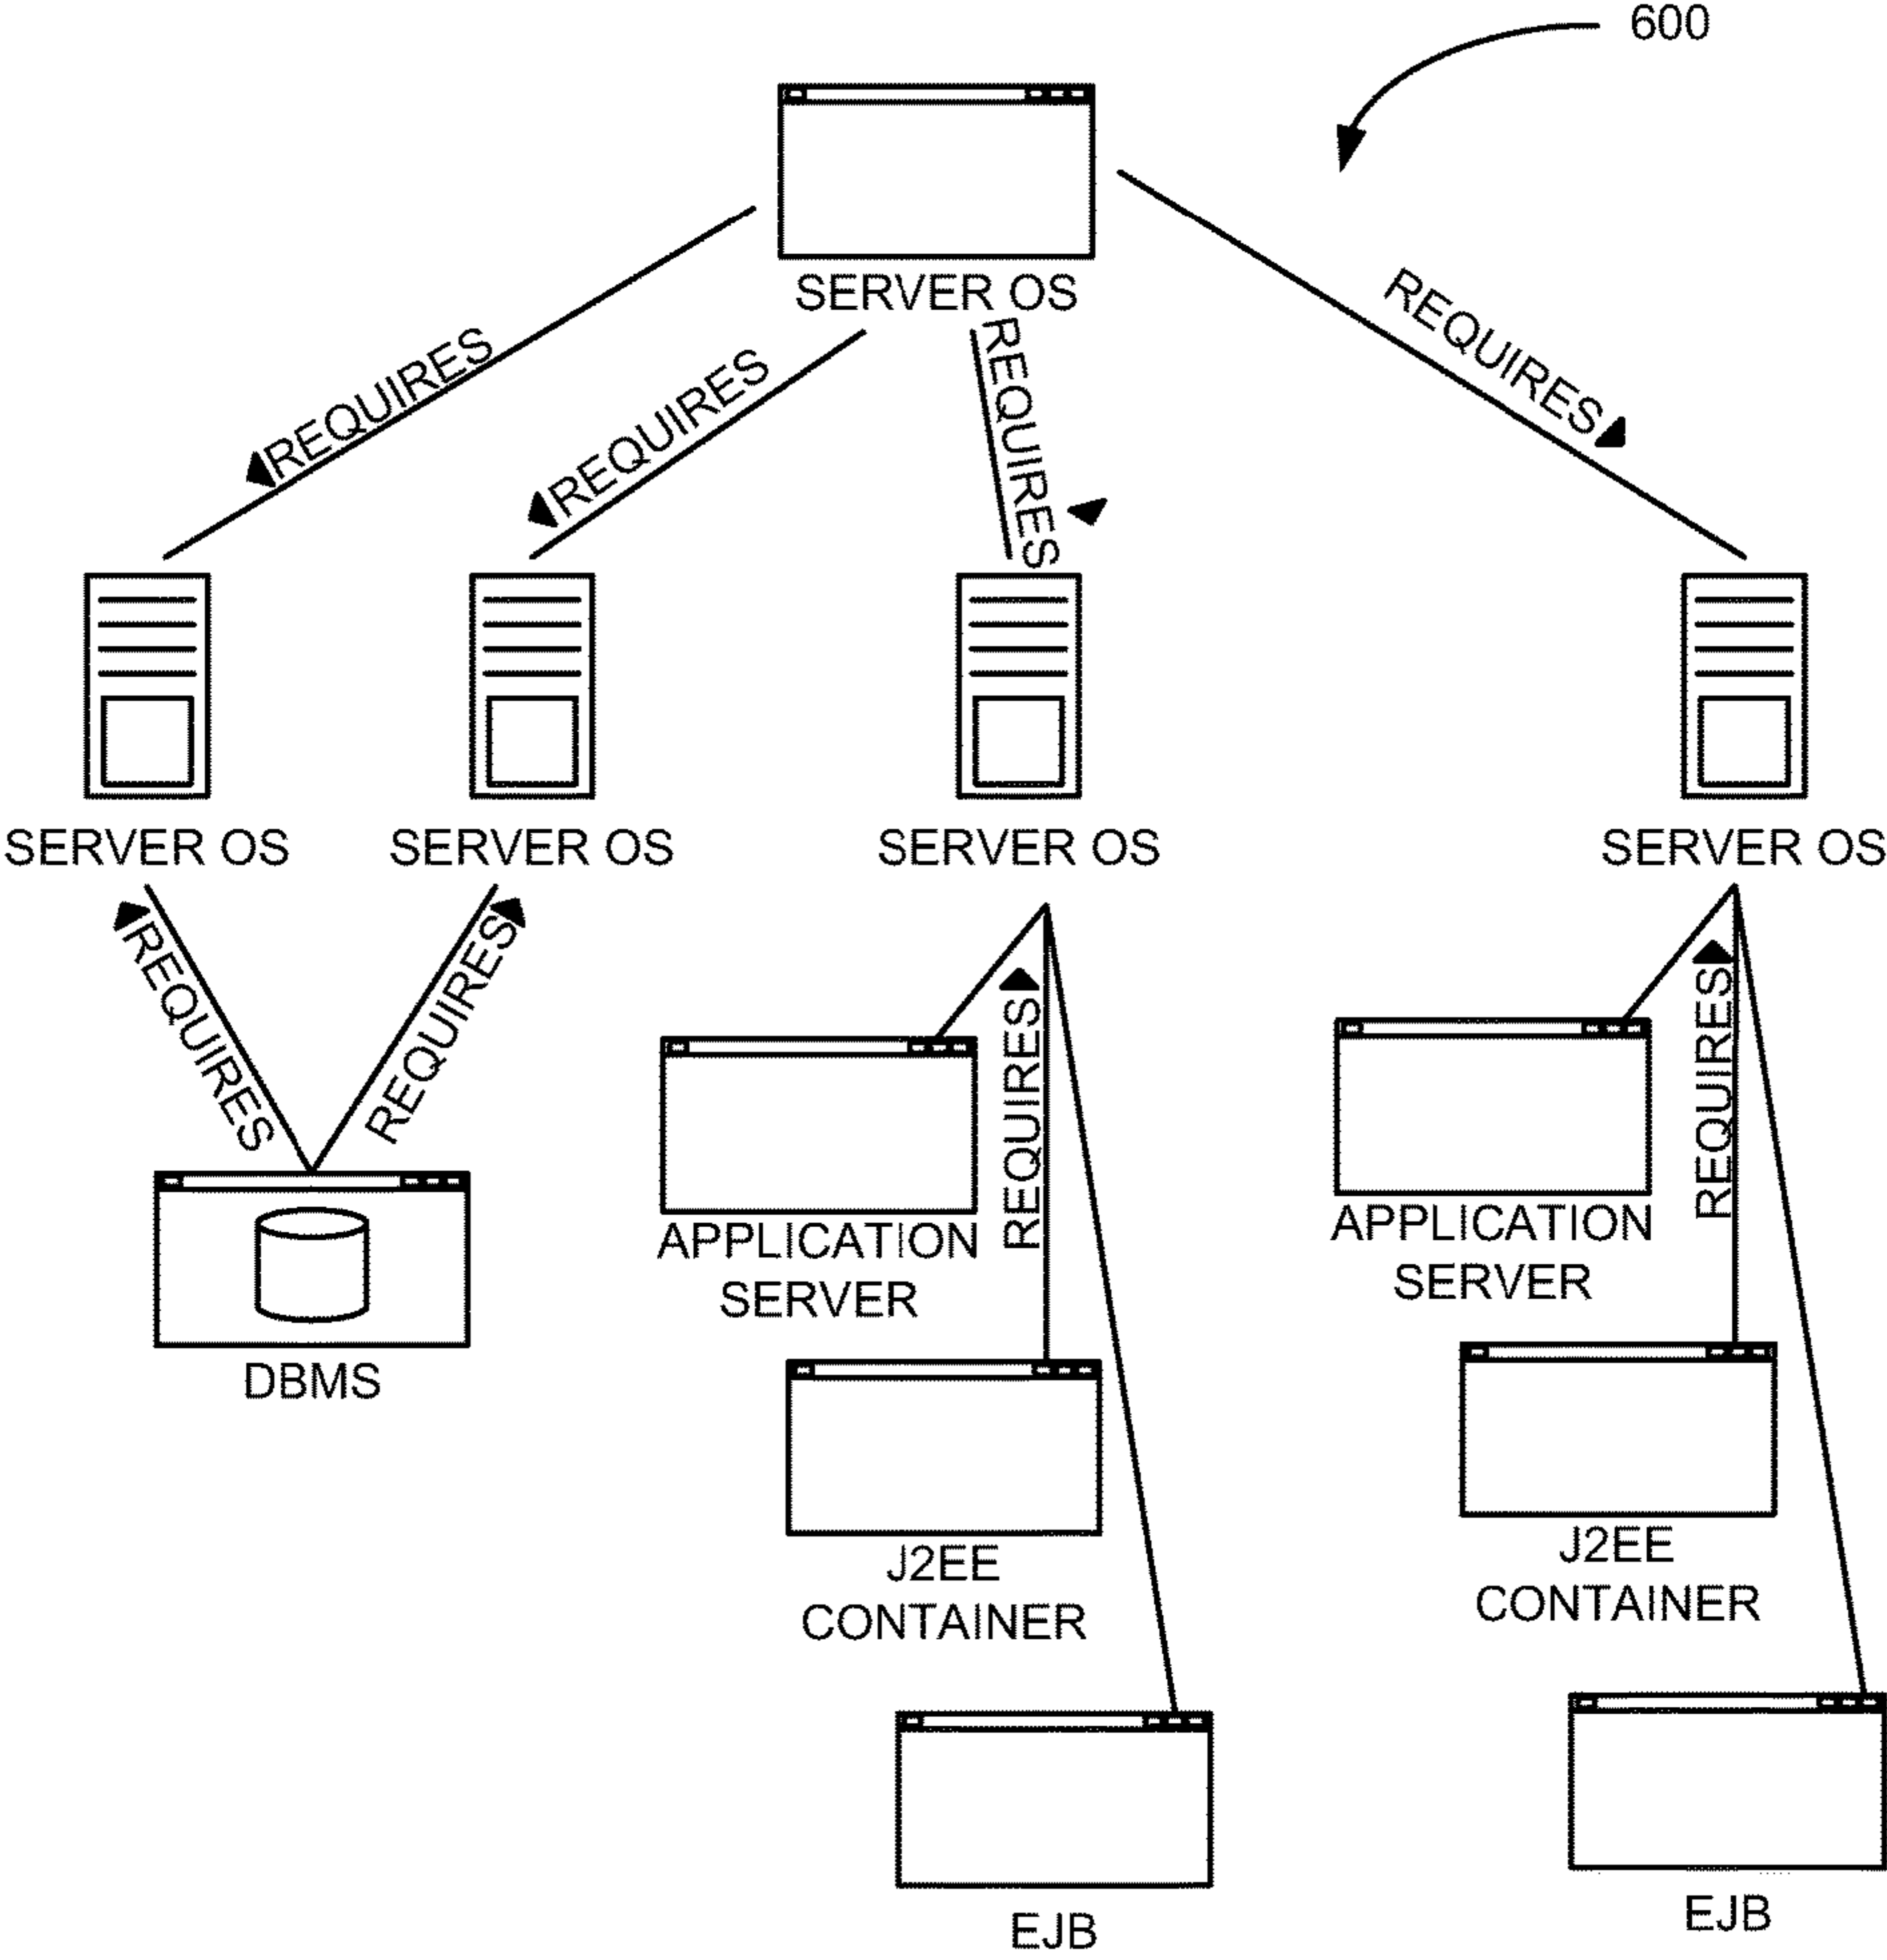 600
SERVER OS
REQUIRES
REQUIRES
REQUIRES
REQUIRES
SERVER OS
SERVER OS
SERVER OS
SERVER OS
REQUIRES
REQUIRES
REQUIRES
REQUIRES
APPLICATION
SERVER
APPLICATION
SERVER
DBMS
J2EE
CONTAINER
J2EE
CONTAINER
EJB
EJB